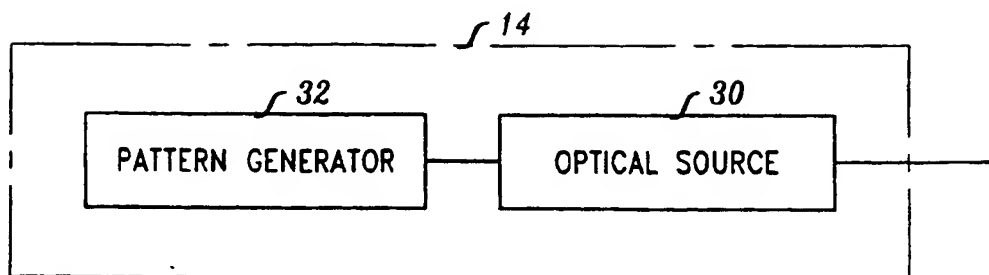 14
32
30
PATTERN GENERATOR
OPTICAL SOURCE